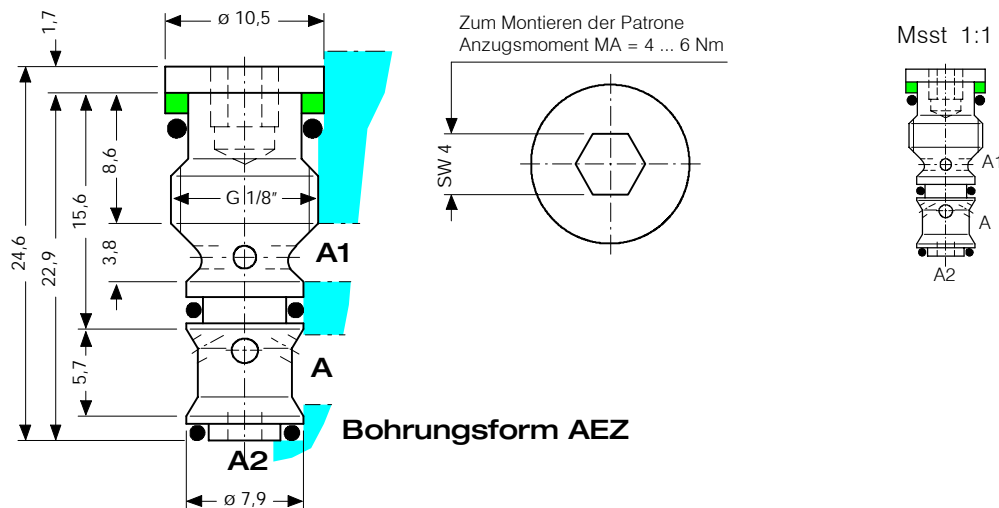 ø 10,5
1,7
Zum Montieren der Patrone
Anzugsmoment MA = 4 ... 6 Nm
Msst 1:1
8,6
SW 4
G 1/8"
15,6
24,6
22,9
3,8
A1
5,7
A
Bohrungsform AEZ
A2
ø 7,9
A1
A
A2